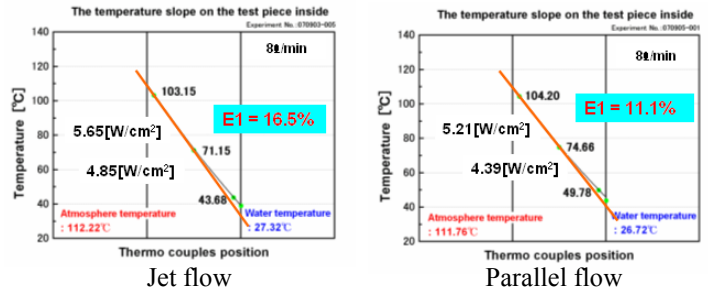 The temperature slope on the test piece inside
Experiment No.:070903-005
140
120
100
80
60
40
20
Temperature [℃]
8ℓ/min
103.15
E1 = 16.5%
5.65[W/cm²]
71.15
4.85[W/cm²]
43.68
Atmosphere temperature
: 112.22℃
Water temperature
: 27.32℃
Thermo couples position
Jet flow
The temperature slope on the test piece inside
Experiment No.:070905-001
140
120
100
80
60
40
20
Temperature [℃]
8ℓ/min
104.20
E1 = 11.1%
5.21[W/cm²]
74.66
4.39[W/cm²]
49.78
Atmosphere temperature
: 111.76℃
Water temperature
: 26.72℃
Thermo couples position
Parallel flow